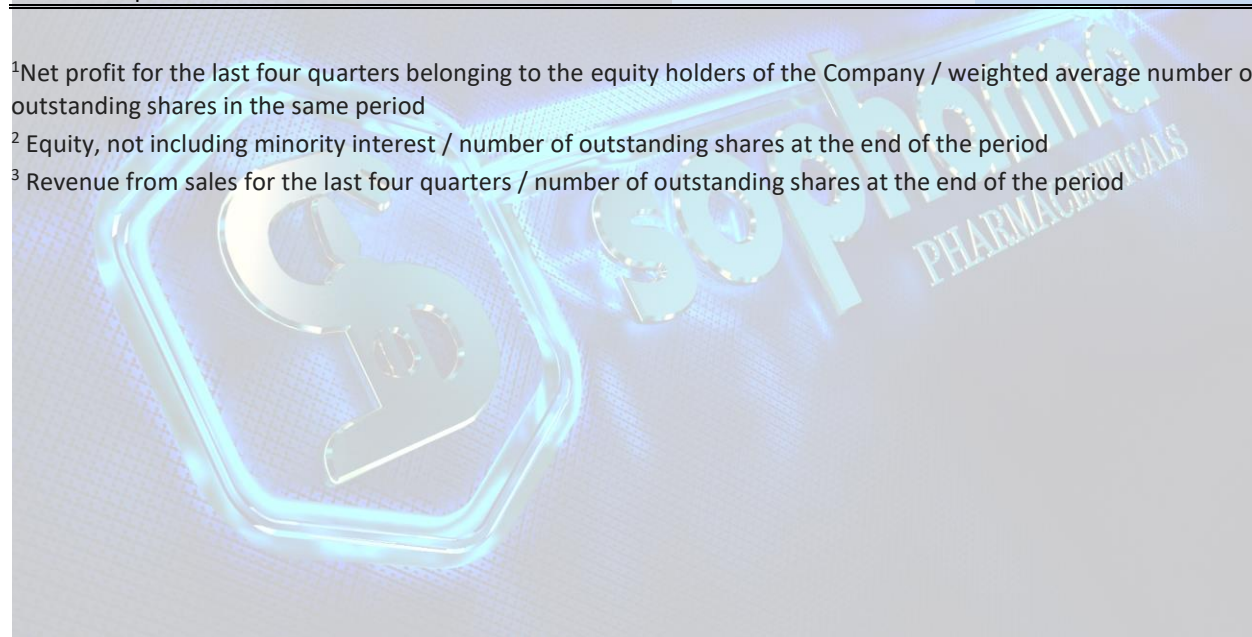 ¹Net profit for the last four quarters belonging to the equity holders of the Company / weighted average number o
outstanding shares in the same period
² Equity, not including minority interest / number of outstanding shares at the end of the period
³ Revenue from sales for the last four quarters / number of outstanding shares at the end of the period
sopharma
PHARMACEUTICALS